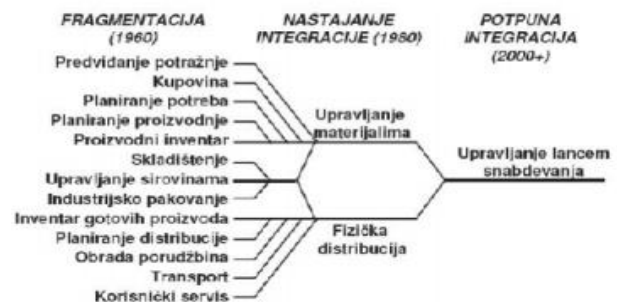 FRAGMENTACIJA
(1960)
NASTAJANJE
INTEGRACIJE (1980)
POTPUNA
INTEGRACIJA
(2000+)
Predviđanje potražnje
Kupovina
Planiranje potreba
Planiranje proizvodnje
Proizvodni inventar
Skladištenje
Upravljanje sirovinama
Industrijsko pakovanje
Inventar gotovih proizvoda
Planiranje distribucije
Obrada porudžbina
Transport
Korisnički servis
Upravljanje
materijalima
Fizička
distribucija
Upravljanje lancem
snabdevanja